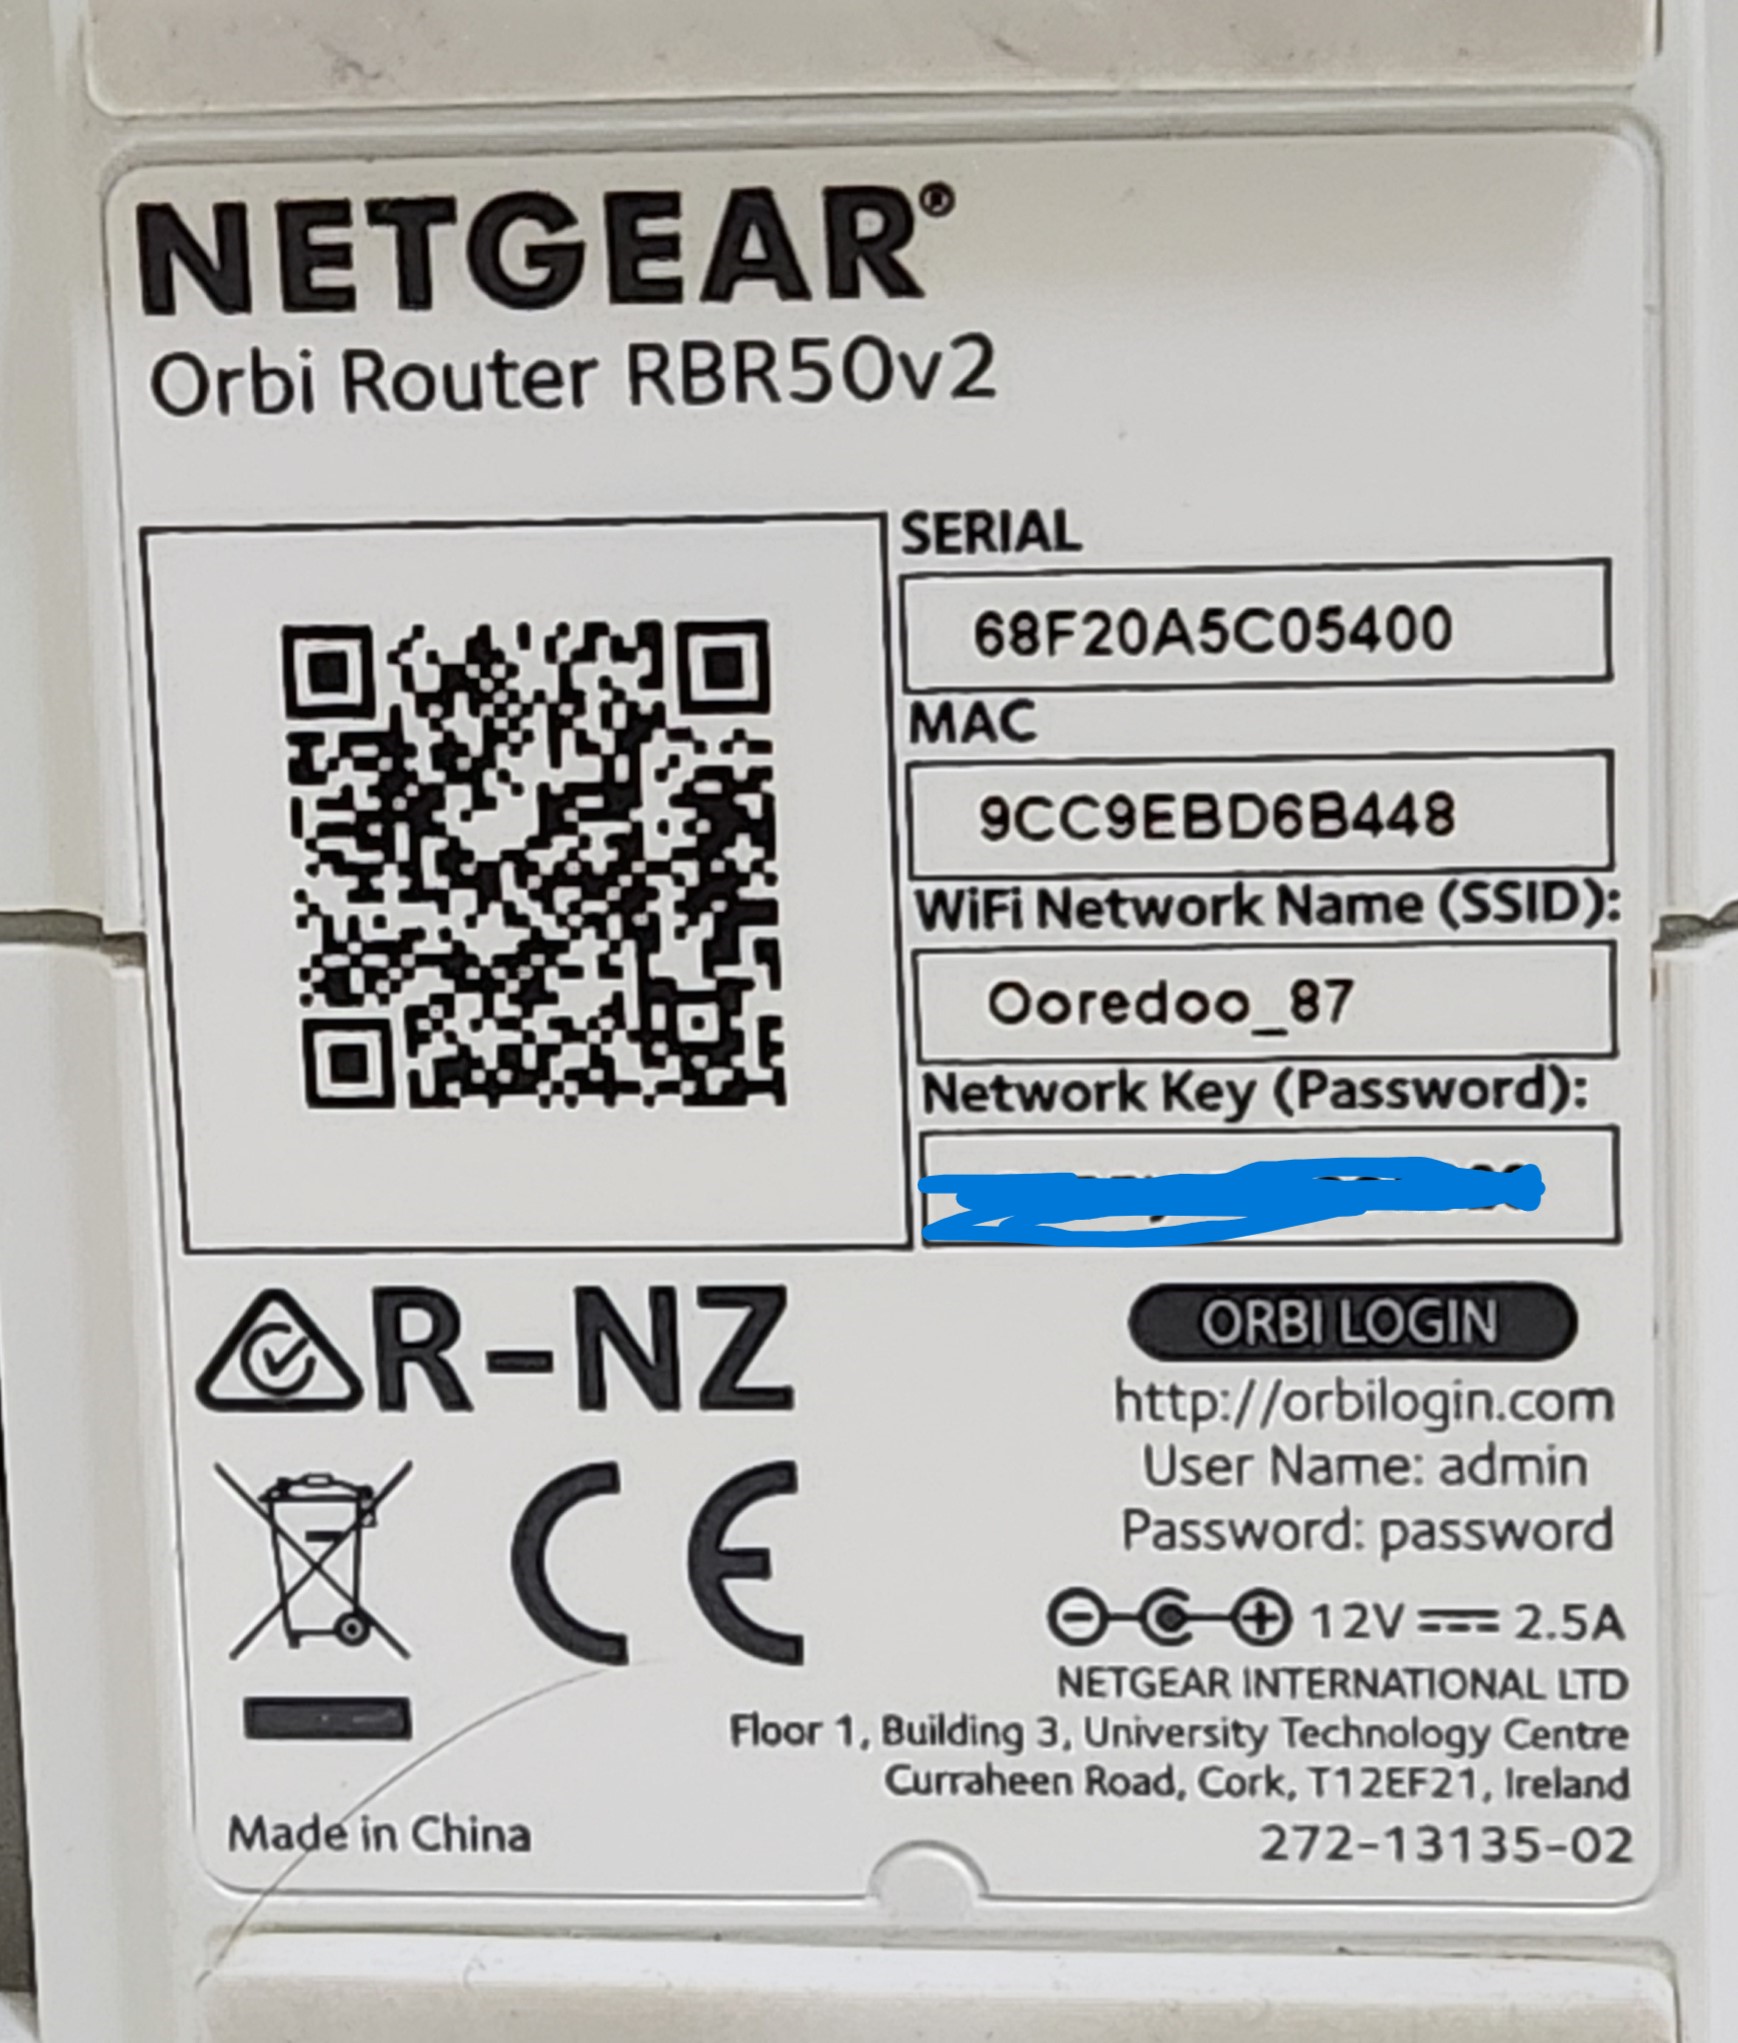 NETGEAR®
Orbi Router RBR50v2
SERIAL
68F20A5C05400
MAC
9CC9EBD6B448
WiFi Network Name (SSID):
Ooredoo_87
Network Key (Password):
R-NZ
ORBI LOGIN
http://orbilogin.com
User Name: admin
Password: password
CE
12V 2.5A
NETGEAR INTERNATIONAL LTD
Floor 1, Building 3, University Technology Centre
Curraheen Road, Cork, T12EF21, Ireland
Made in China
272-13135-02